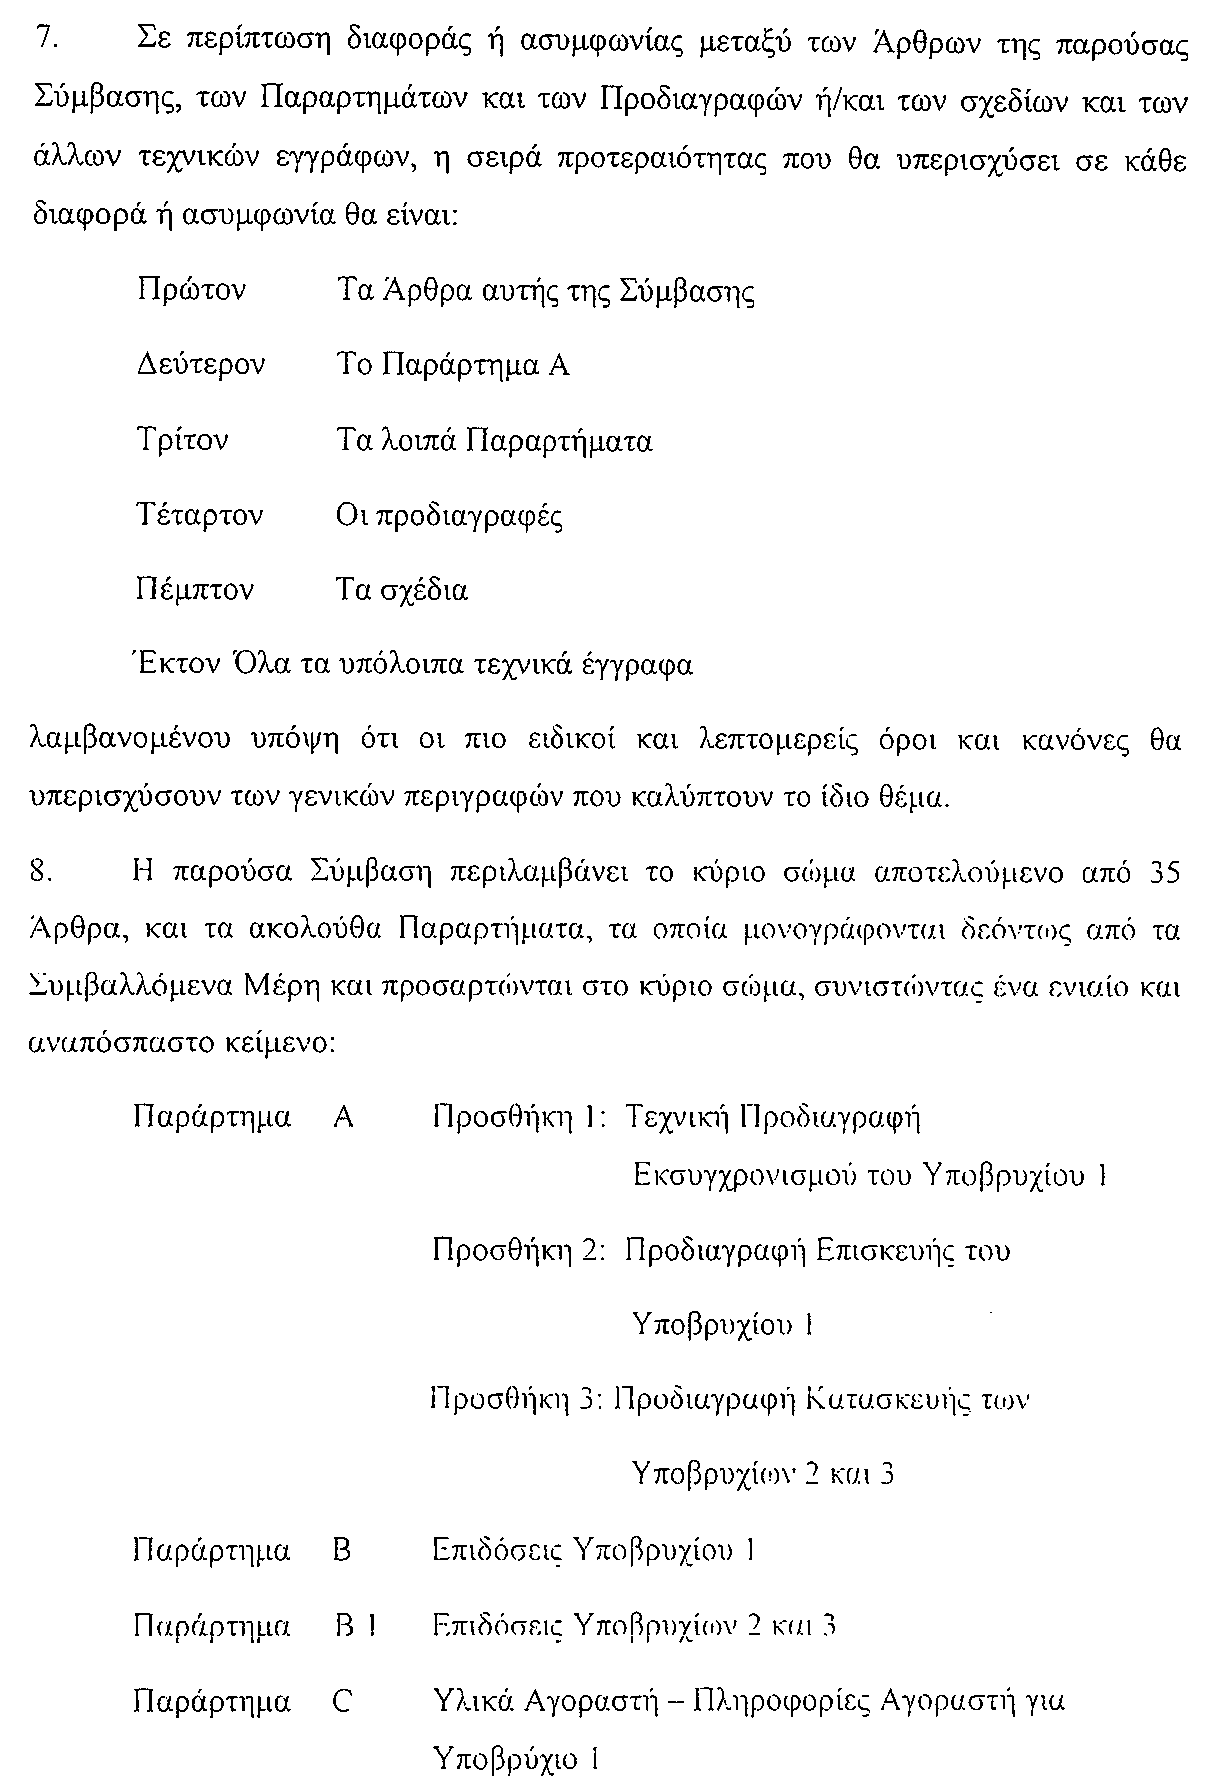 7. Σε περίπτωση διαφοράς ή ασυμφωνίας μεταξύ των Άρθρων της παρούσας
Σύμβασης, των Παραρτημάτων και των Προδιαγραφών ή/και των σχεδίων και των
άλλων τεχνικών εγγράφων, η σειρά προτεραιότητας που θα υπερισχύσει σε κάθε
διαφορά ή ασυμφωνία θα είναι:
Πρώτον Τα Άρθρα αυτής της Σύμβασης
Δεύτερον Το Παράρτημα Α
Τρίτον Τα λοιπά Παραρτήματα
Τέταρτον Οι προδιαγραφές
Πέμπτον Τα σχέδια
Έκτον Όλα τα υπόλοιπα τεχνικά έγγραφα
λαμβανομένου υπόψη ότι οι πιο ειδικοί και λεπτομερείς όροι και κανόνες θα
υπερισχύσουν των γενικών περιγραφών που καλύπτουν το ίδιο θέμα.
8. Η παρούσα Σύμβαση περιλαμβάνει το κύριο σώμα αποτελούμενο από 35
Άρθρα, και τα ακολούθα Παραρτήματα, τα οποία μονογράφονται δεόντως από τα
Συμβαλλόμενα Μέρη και προσαρτώνται στο κύριο σώμα, συνιστώντας ένα ενιαίο και
αναπόσπαστο κείμενο:
Παράρτημα Α Προσθήκη 1: Τεχνική Προδιαγραφή
Εκσυγχρονισμού του Υποβρυχίου 1
Προσθήκη 2: Προδιαγραφή Επισκευής του
Υποβρυχίου 1
Προσθήκη 3: Προδιαγραφή Κατασκευής των
Υποβρυχίων 2 και 3
Παράρτημα Β Επιδόσεις Υποβρυχίου 1
Παράρτημα Β 1 Επιδόσεις Υποβρυχίων 2 και 3
Παράρτημα C Υλικά Αγοραστή – Πληροφορίες Αγοραστή για
Υποβρύχιο 1